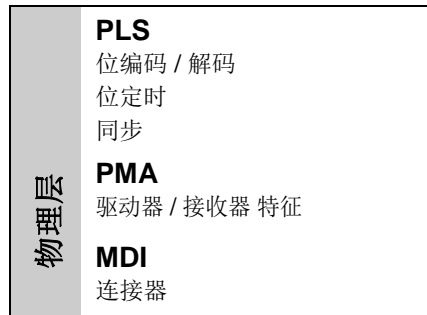 物理层
PLS
位编码 / 解码
位定时
同步
PMA
驱动器 / 接收器 特征
MDI
连接器